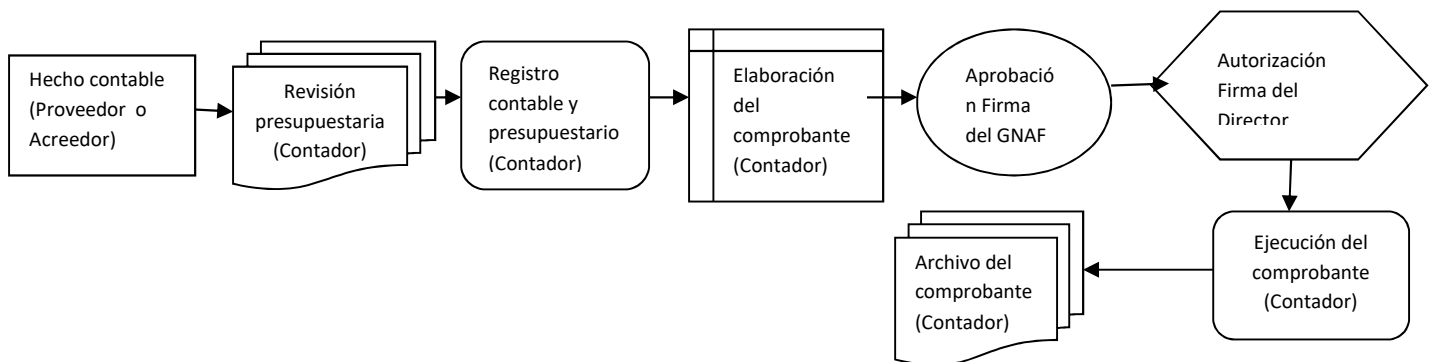 Hecho contable
(Proveedor o
Acreedor)
Revisión
presupuestaria
(Contador)
Registro
contable y
presupuestario
(Contador)
Elaboración
del
comprobante
(Contador)
Aprobació
n Firma
del GNAF
Autorización
Firma del
Director
Ejecución del
comprobante
(Contador)
Archivo del
comprobante
(Contador)